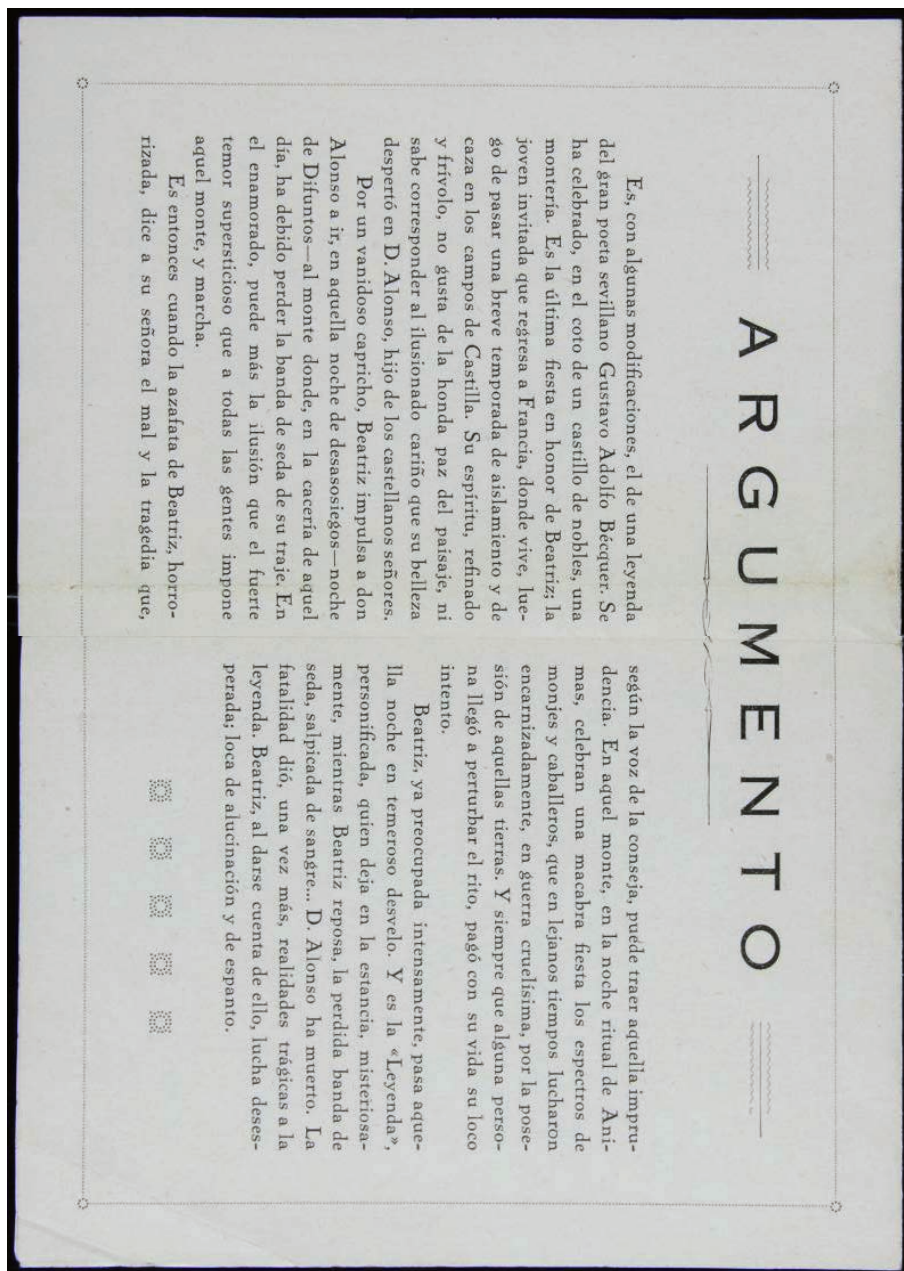 ARGUMENTO
Es, con algunas modificaciones, el de una leyenda
del gran poeta sevillano Gustavo Adolfo Bécquer. Se
ha celebrado, en el coto de un castillo de nobles, una
montería. Es la última fiesta en honor de Beatriz; la
joven invitada que regresa a Francia, donde vive, lue-
go de pasar una breve temporada de aislamiento y de
caza en los campos de Castilla. Su espíritu, refinado
y frívolo, no gusta de la honda paz del paisaje, ni
sabe corresponder al ilusionado cariño que su belleza
despertó en D. Alonso, hijo de los castellanos señores.
Por un vanidoso capricho, Beatriz impulsa a don
Alonso a ir, en aquella noche de desasosiegos—noche
de Difuntos—al monte donde, en la cacería de aquel
día, ha debido perder la banda de seda de su traje. En
el enamorado, puede más la ilusión que el fuerte
temor supersticioso que a todas las gentes impone
aquel monte, y marcha.
Es entonces cuando la azafata de Beatriz, horro-
rizada, dice a su señora el mal y la tragedia que,
según la voz de la conseja, puede traer aquella impru-
dencia. En aquel monte, en la noche ritual de Ani-
mas, celebran una macabra fiesta los espectros de
monjes y caballeros, que en lejanos tiempos lucharon
encarnizadamente, en guerra cruelísima, por la pose-
sión de aquellas tierras. Y siempre que alguna perso-
na llegó a perturbar el rito, pagó con su vida su loco
intento.
Beatriz, ya preocupada intensamente, pasa aque-
lla noche en temeroso desvelo. Y es la «Leyenda»,
personificada, quien deja en la estancia, misteriosa-
mente, mientras Beatriz reposa, la perdida banda de
seda, salpicada de sangre... D. Alonso ha muerto. La
fatalidad dió, una vez más, realidades trágicas a la
leyenda. Beatriz, al darse cuenta de ello, lucha deses-
perada; loca de alucinación y de espanto.